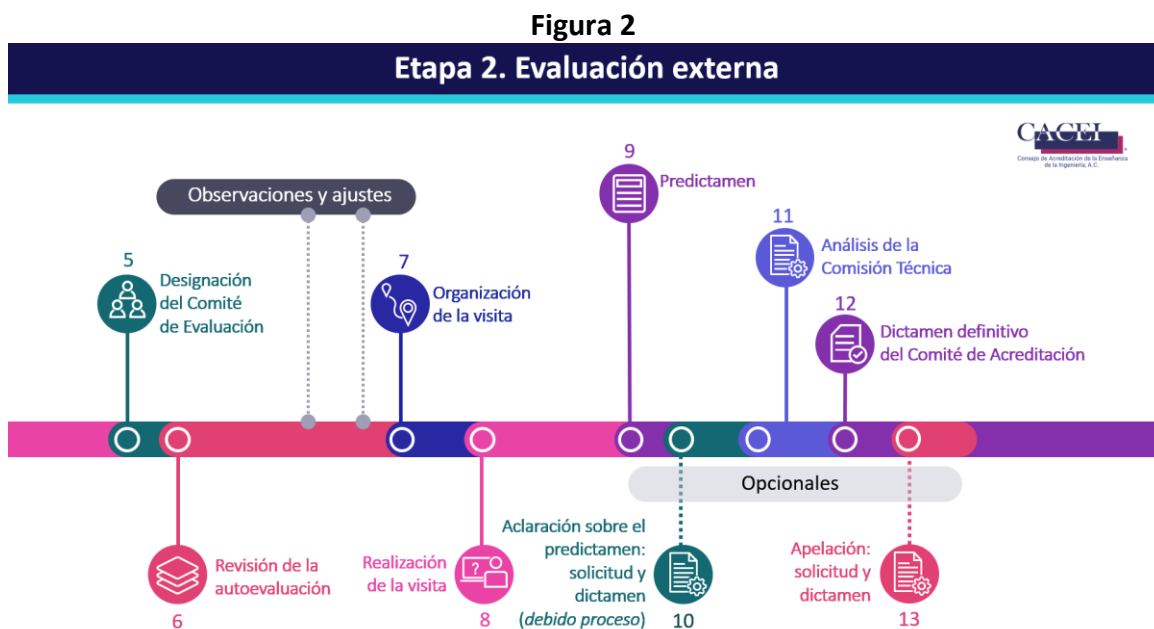 Figura 2
Etapa 2. Evaluación externa
CACEI
Consejo de Acreditación de la Enseñanza
de la Ingeniería, A.C.
Observaciones y ajustes
5
Designación
del Comité
de Evaluación
7
Organización
de la visita
9
Predictamen
11
Análisis de la
Comisión Técnica
12
Dictamen definitivo
del Comité de Acreditación
Opcionales
Revisión de la
autoevaluación
6
Realización
de la visita
?
8
Aclaración sobre el
predictamen:
solicitud y
dictamen
(debido proceso)
10
Apelación:
solicitud y
dictamen
13